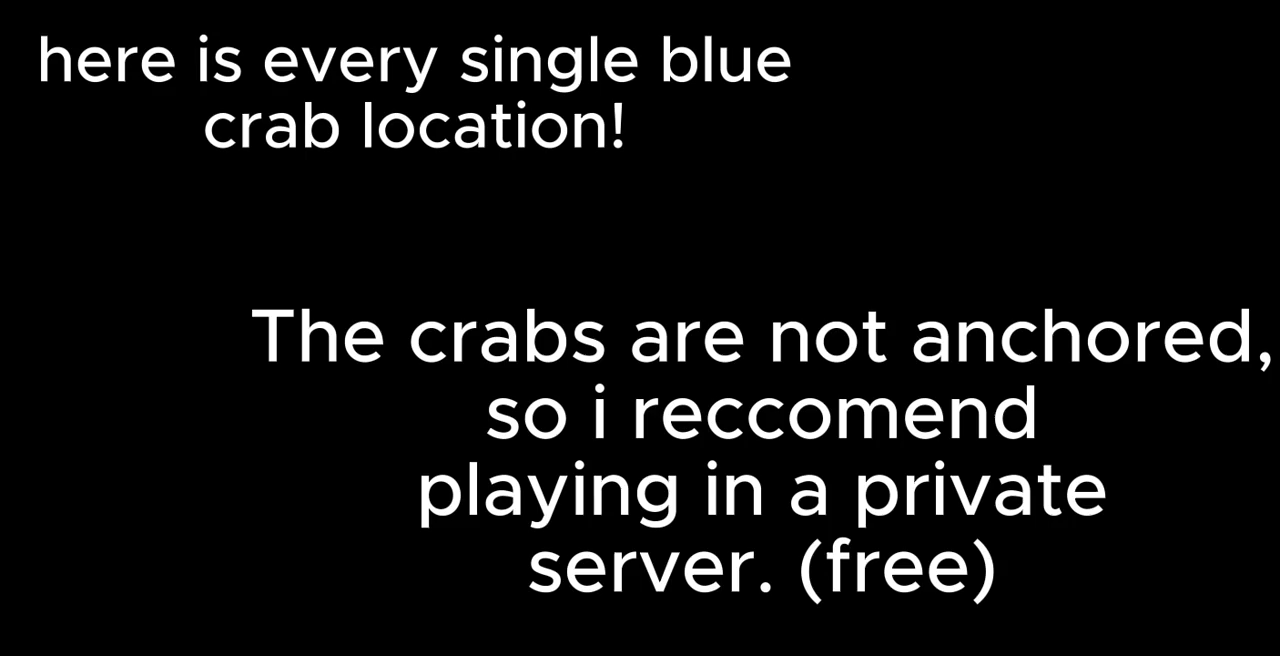 here is every single blue
crab location!
The crabs are not anchored,
so i reccomend
playing in a private
server. (free)